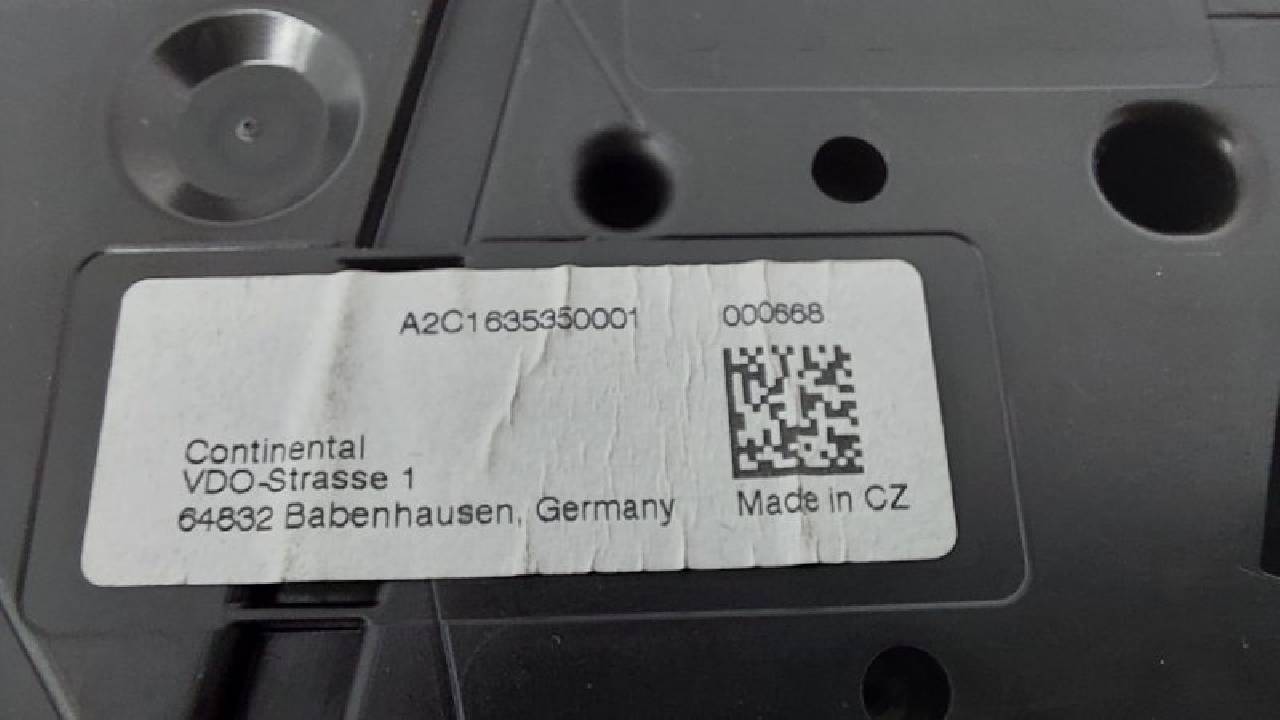 A2C1635350001 000668
Continental
VDO-Strasse 1
64832 Babenhausen, Germany
Made in CZ